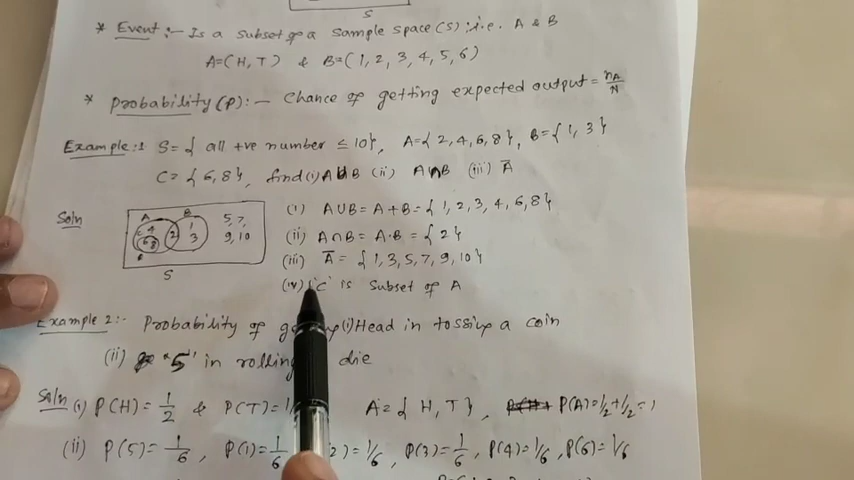 S
* Event :- Is a subset of a sample space (S) ; i.e. A & B
A=(H, T) & B=(1, 2, 3, 4, 5, 6)
* Probability (P) :- Chance of getting expected output = nA/N
Example:1 S={ all +ve number ≤ 10}, A={ 2,4,6,8}, B={ 1, 3}
C={6,8}, find (i) AUB (ii) A∩B (iii) A̅
Soln
A B
C 4 2 1 3 5,7,
6 8 9,10
S
(i) AUB = A+B = { 1, 2, 3, 4, 6, 8}
(ii) A∩B = A·B = {2}
(iii) A̅ = { 1, 3, 5, 7, 9, 10}
(iv) 'C' is Subset of A
Example 2:- Probability of (i) Head in tossing a coin
(ii) '5' in rolling die
Soln (i) P(H) = 1/2 & P(T) = 1/ A = { H, T }, P(A) = 1/2 + 1/2 = 1
(ii) P(5) = 1/6, P(1) = 1/6 2) = 1/6, P(3) = 1/6, P(4) = 1/6, P(6) = 1/6